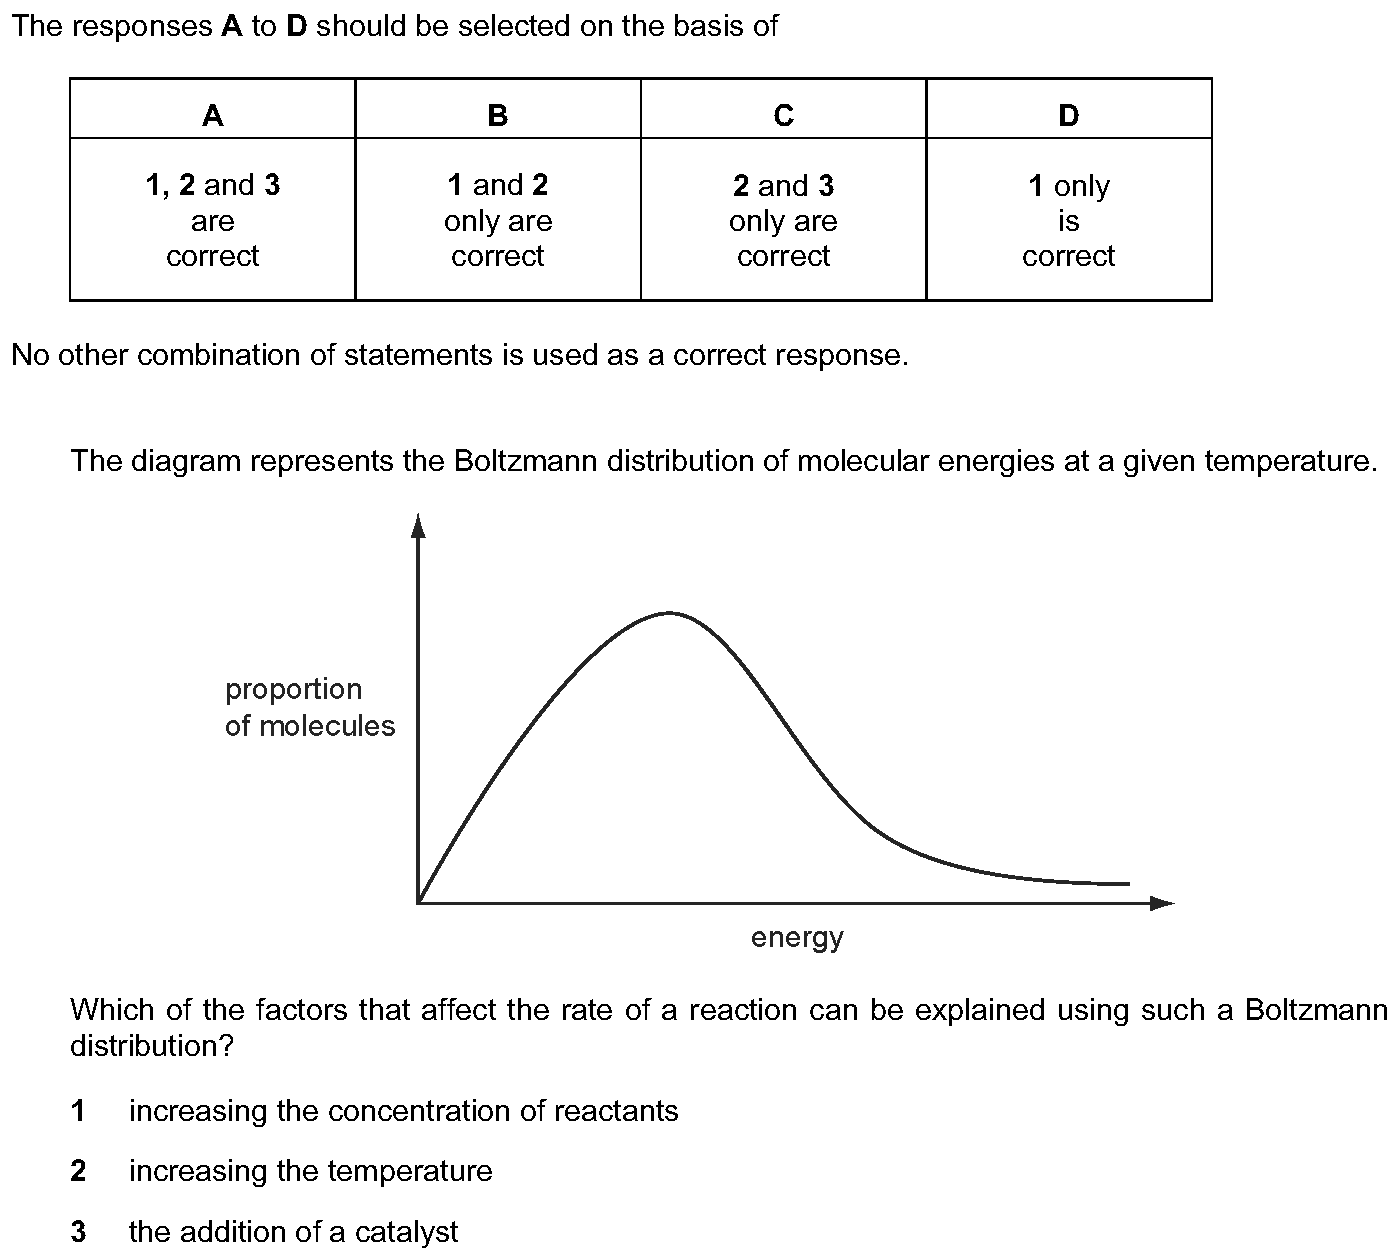 The responses A to D should be selected on the basis of
A B C D
1, 2 and 3 1 and 2 2 and 3 1 only
are only are only are is
correct correct correct correct
No other combination of statements is used as a correct response.
The diagram represents the Boltzmann distribution of molecular energies at a given temperature.
proportion
of molecules
energy
Which of the factors that affect the rate of a reaction can be explained using such a Boltzmann
distribution?
1 increasing the concentration of reactants
2 increasing the temperature
3 the addition of a catalyst